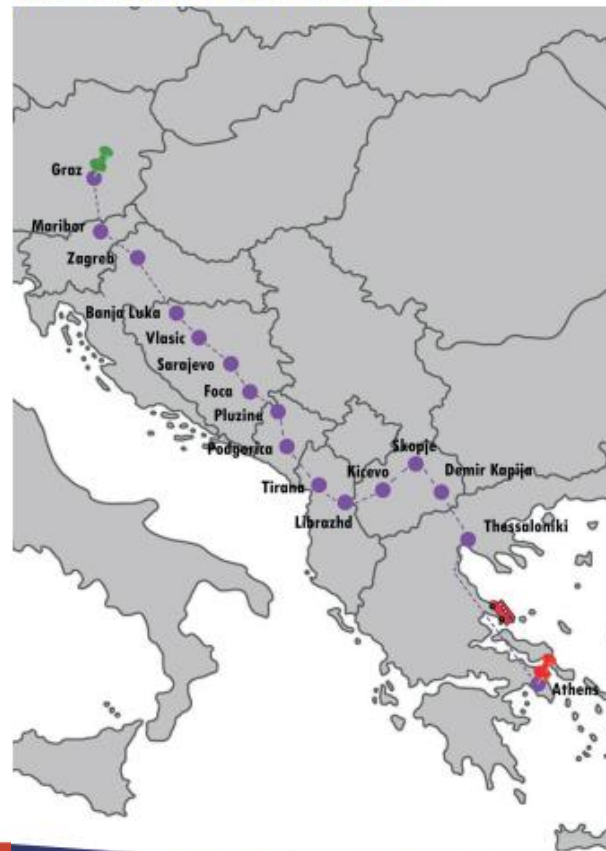 Graz
Maribor
Zagreb
Banja Luka
Vlasic
Sarajevo
Foca
Pluzine
Podgorica
Skopje
Kicevo
Demir Kapija
Tirana
Librazhd
Thessaloniki
Athens